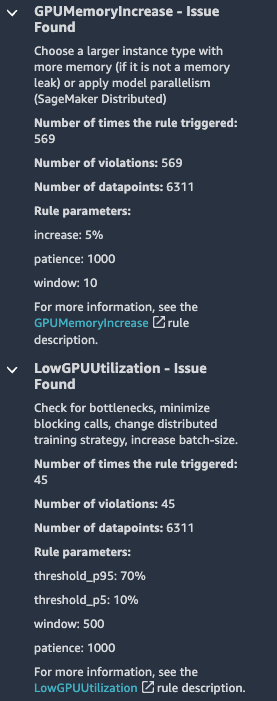 GPUMemoryIncrease - Issue
Found
Choose a larger instance type with
more memory (if it is not a memory
leak) or apply model parallelism
(SageMaker Distributed)
Number of times the rule triggered:
569
Number of violations: 569
Number of datapoints: 6311
Rule parameters:
increase: 5%
patience: 1000
window: 10
For more information, see the
GPUMemoryIncrease rule
description.
LowGPUUtilization - Issue
Found
Check for bottlenecks, minimize
blocking calls, change distributed
training strategy, increase batch-size.
Number of times the rule triggered:
45
Number of violations: 45
Number of datapoints: 6311
Rule parameters:
threshold_p95: 70%
threshold_p5: 10%
window: 500
patience: 1000
For more information, see the
LowGPUUtilization rule description.